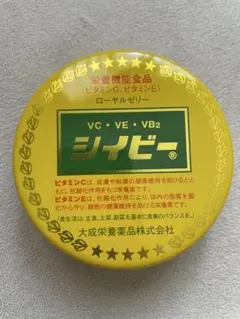 栄養機能食品
(ビタミンC、ビタミンE)
ローヤルゼリー
VC・VE・VB₂
シイビー®
ビタミンCは、皮膚や粘膜の健康維持を助けるとと
もに、抗酸化作用をもつ栄養素です。
ビタミンEは、抗酸化作用により、体内の脂質を酸
化から守り、細胞の健康維持を助ける栄養素です。
「食生活は、主食、主菜、副菜を基本に食事のバランスを。」
大成栄養薬品株式会社